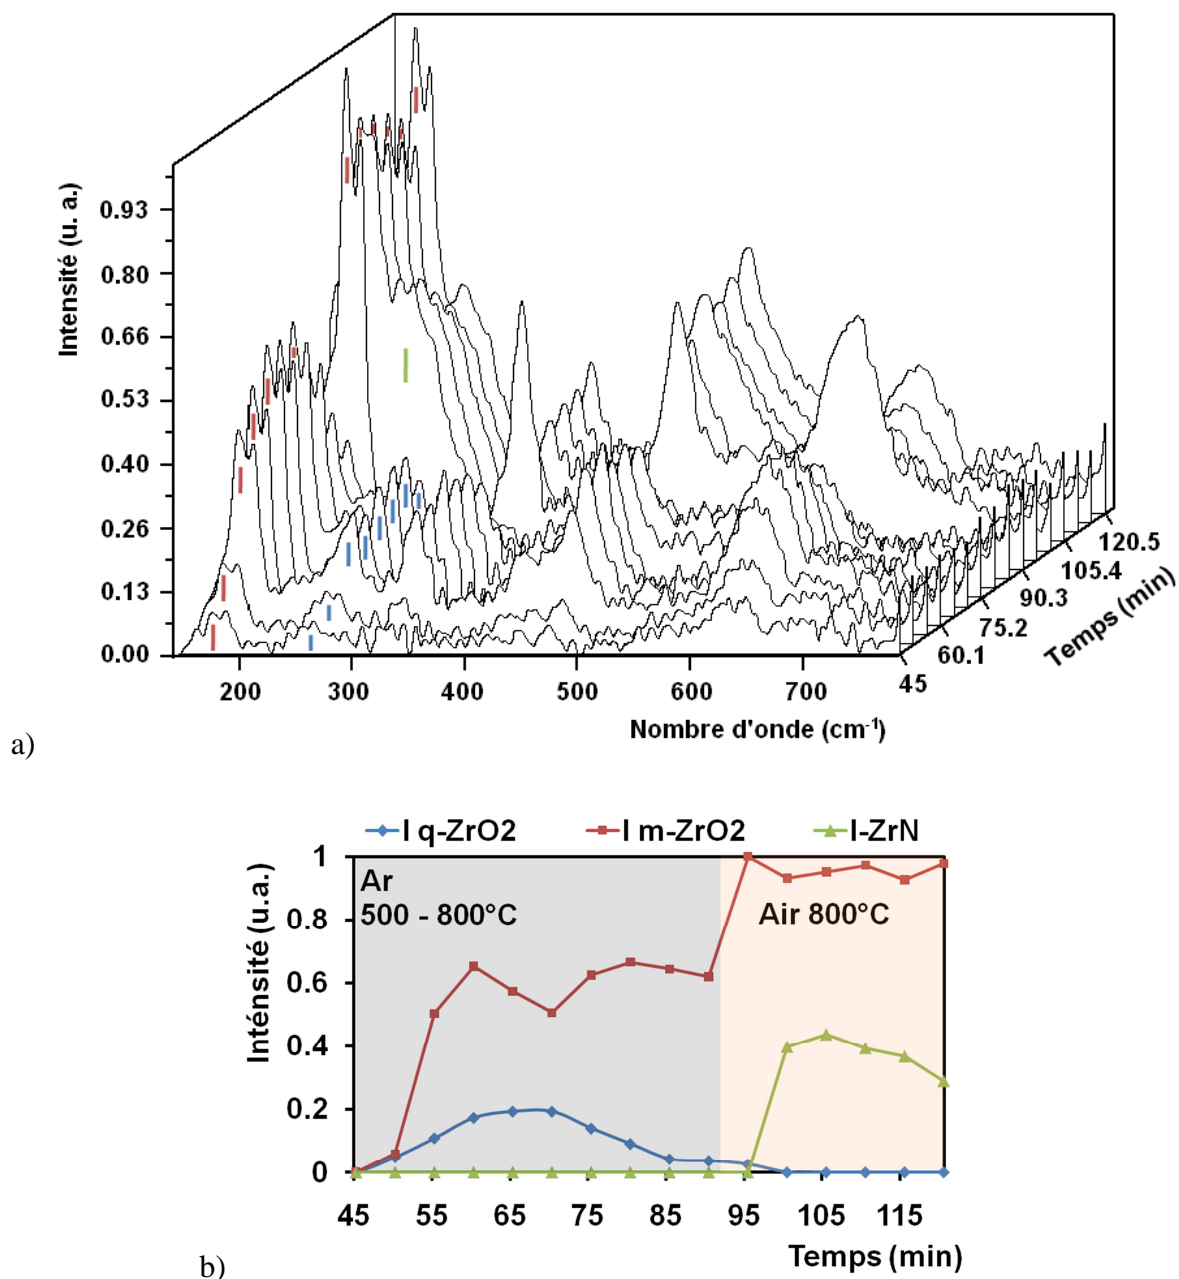 Intensité (u. a.)
0.93
0.80
0.66
0.53
0.40
0.26
0.13
0.00
200 300 400 500 600 700
Nombre d'onde (cm-1)
45 60.1 75.2 90.3 105.4 120.5
Temps (min)
a)
I q-ZrO2 I m-ZrO2 I-ZrN
Inténsité (u.a.)
1
0.8
0.6
0.4
0.2
0
Ar
500 - 800°C
Air 800°C
45 55 65 75 85 95 105 115
Temps (min)
b)